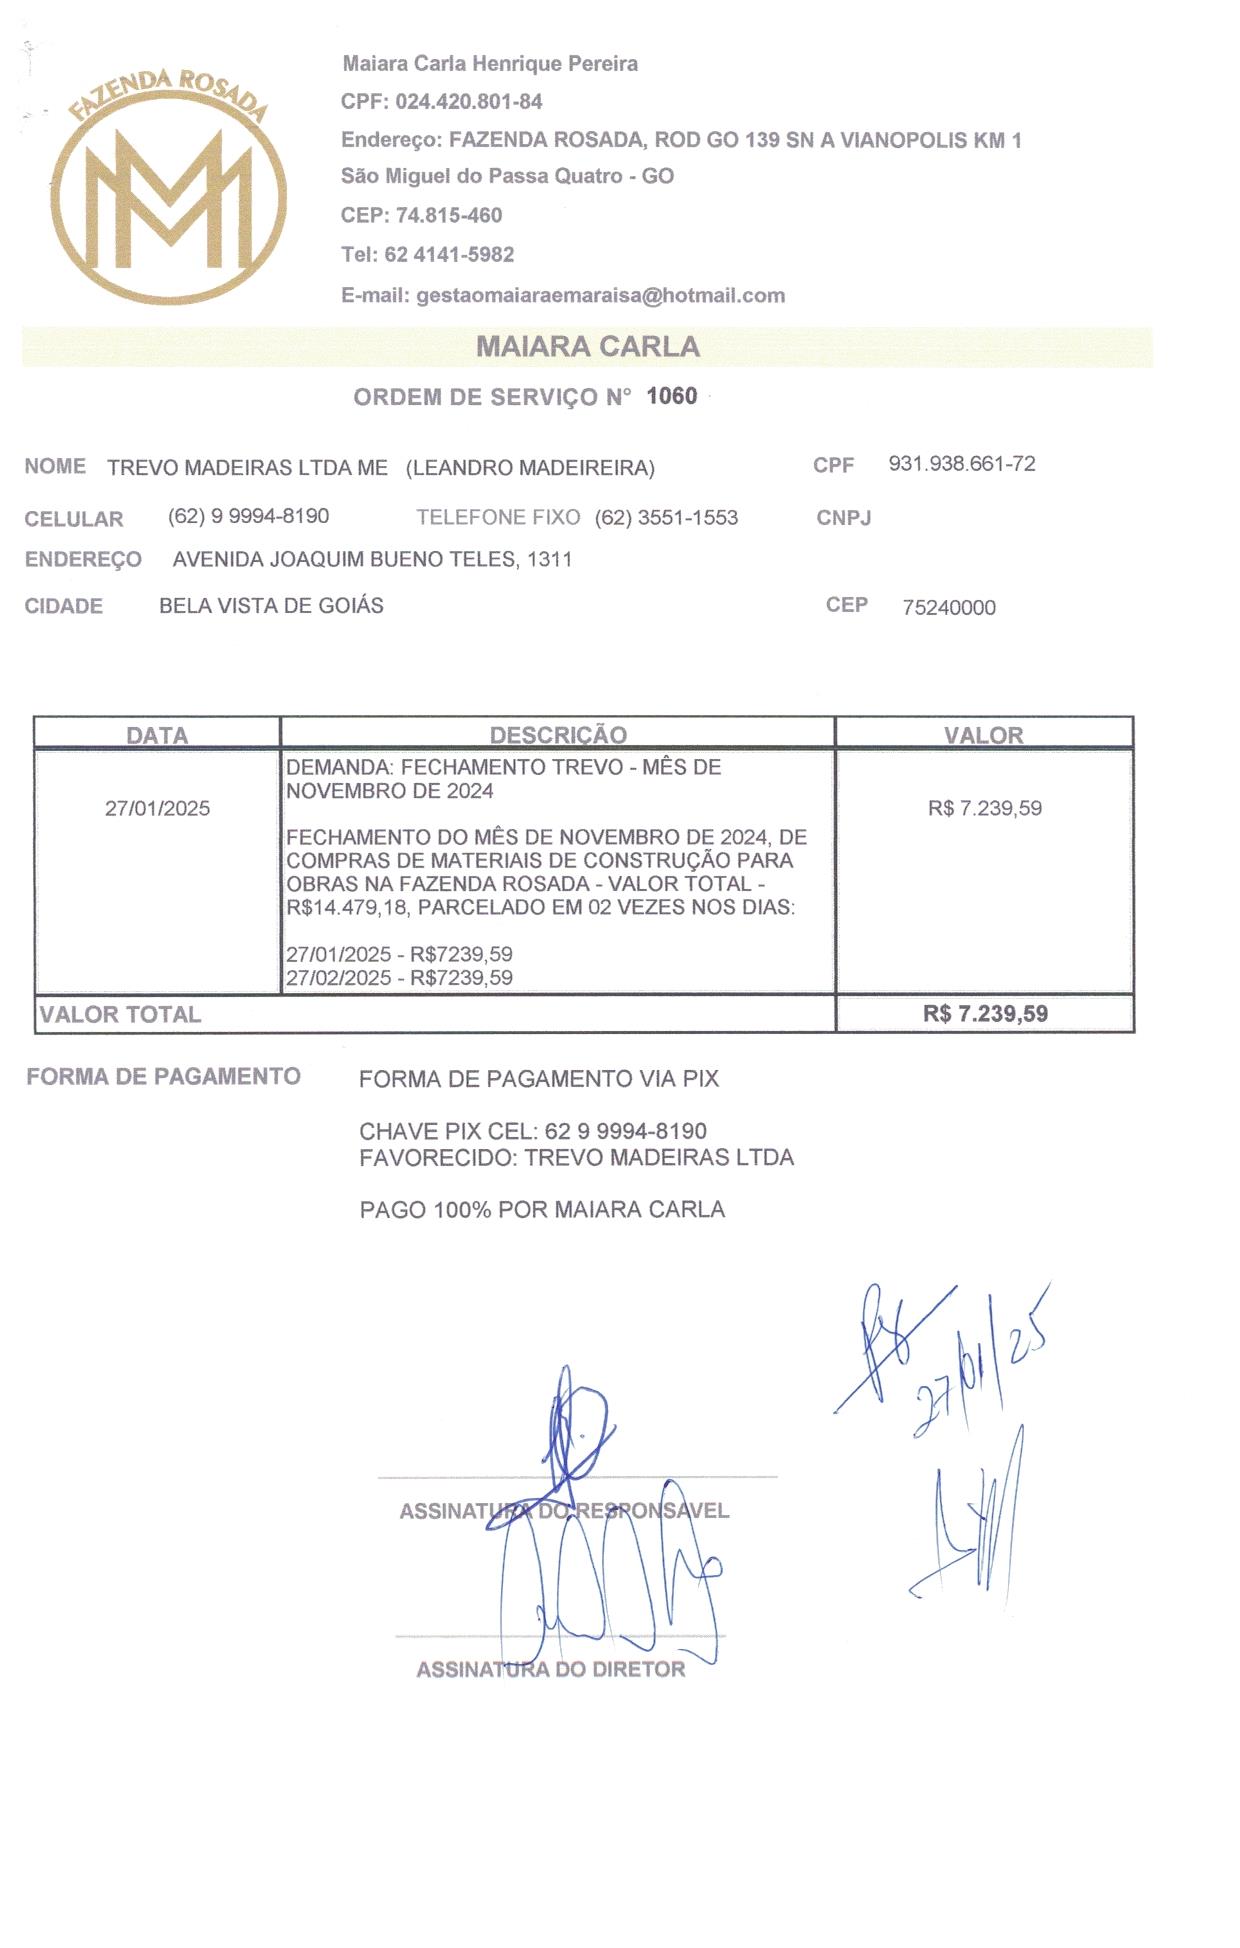 FAZENDA ROSADA
Maiara Carla Henrique Pereira
CPF: 024.420.801-84
Endereço: FAZENDA ROSADA, ROD GO 139 SN A VIANOPOLIS KM 1
São Miguel do Passa Quatro - GO
CEP: 74.815-460
Tel: 62 4141-5982
E-mail: gestaomaiaraemaraisa@hotmail.com
MAIARA CARLA
ORDEM DE SERVIÇO N° 1060
NOME TREVO MADEIRAS LTDA ME (LEANDRO MADEIREIRA) CPF 931.938.661-72
CELULAR (62) 9 9994-8190 TELEFONE FIXO (62) 3551-1553 CNPJ
ENDEREÇO AVENIDA JOAQUIM BUENO TELES, 1311
CIDADE BELA VISTA DE GOIÁS CEP 75240000
DATA DESCRIÇÃO VALOR
DEMANDA: FECHAMENTO TREVO - MÊS DE
NOVEMBRO DE 2024
27/01/2025 R$ 7.239,59
FECHAMENTO DO MÊS DE NOVEMBRO DE 2024, DE
COMPRAS DE MATERIAIS DE CONSTRUÇÃO PARA
OBRAS NA FAZENDA ROSADA - VALOR TOTAL -
R$14.479,18, PARCELADO EM 02 VEZES NOS DIAS:
27/01/2025 - R$7239,59
27/02/2025 - R$7239,59
VALOR TOTAL R$ 7.239,59
FORMA DE PAGAMENTO FORMA DE PAGAMENTO VIA PIX
CHAVE PIX CEL: 62 9 9994-8190
FAVORECIDO: TREVO MADEIRAS LTDA
PAGO 100% POR MAIARA CARLA
27/01/25
ASSINATURA DO RESPONSAVEL
ASSINATURA DO DIRETOR